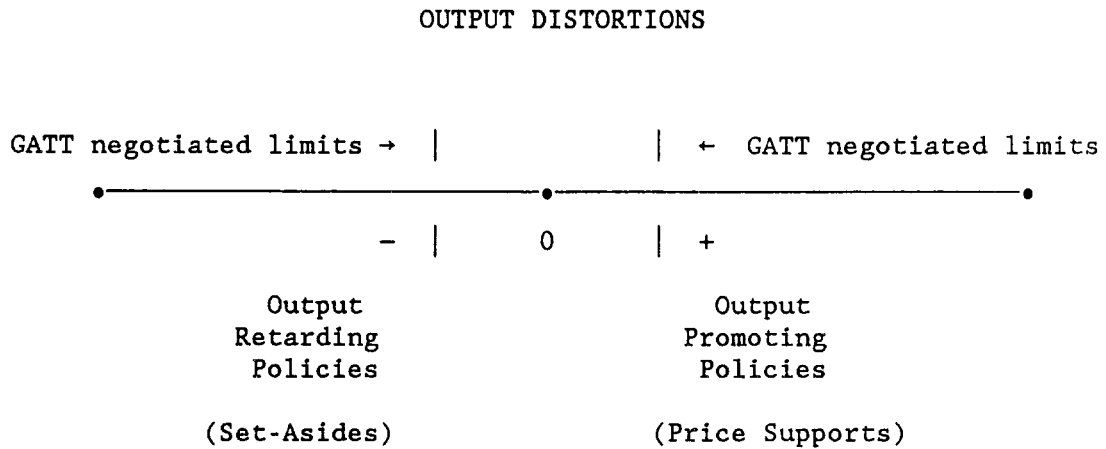 OUTPUT DISTORTIONS
GATT negotiated limits → | | ← GATT negotiated limits
- | 0 | +
Output Output
Retarding Promoting
Policies Policies
(Set-Asides) (Price Supports)